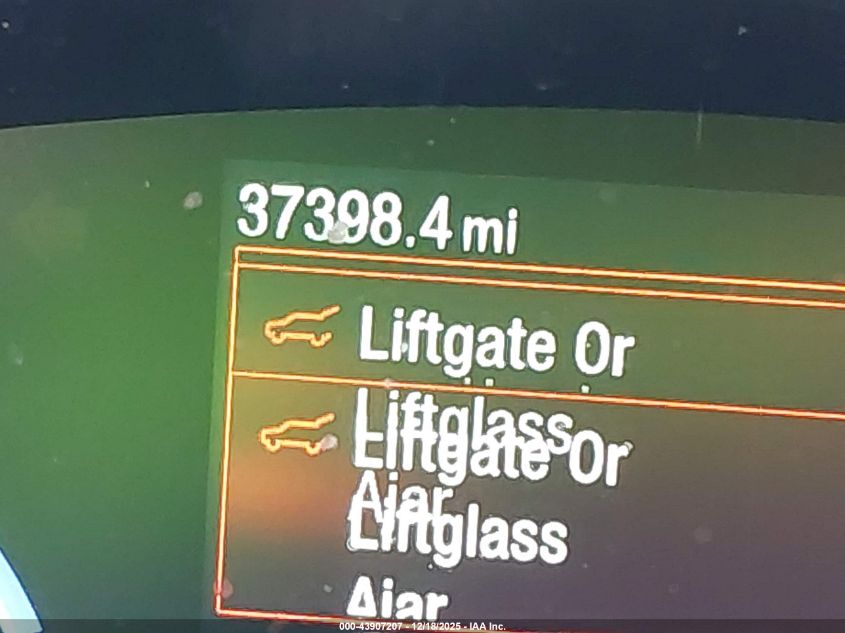 37398.4 mi
Liftgate Or
Liftglass
Liftgate Or
Ajar
Liftglass
Ajar
000-43907207 - 12/18/2025 - IAA Inc.